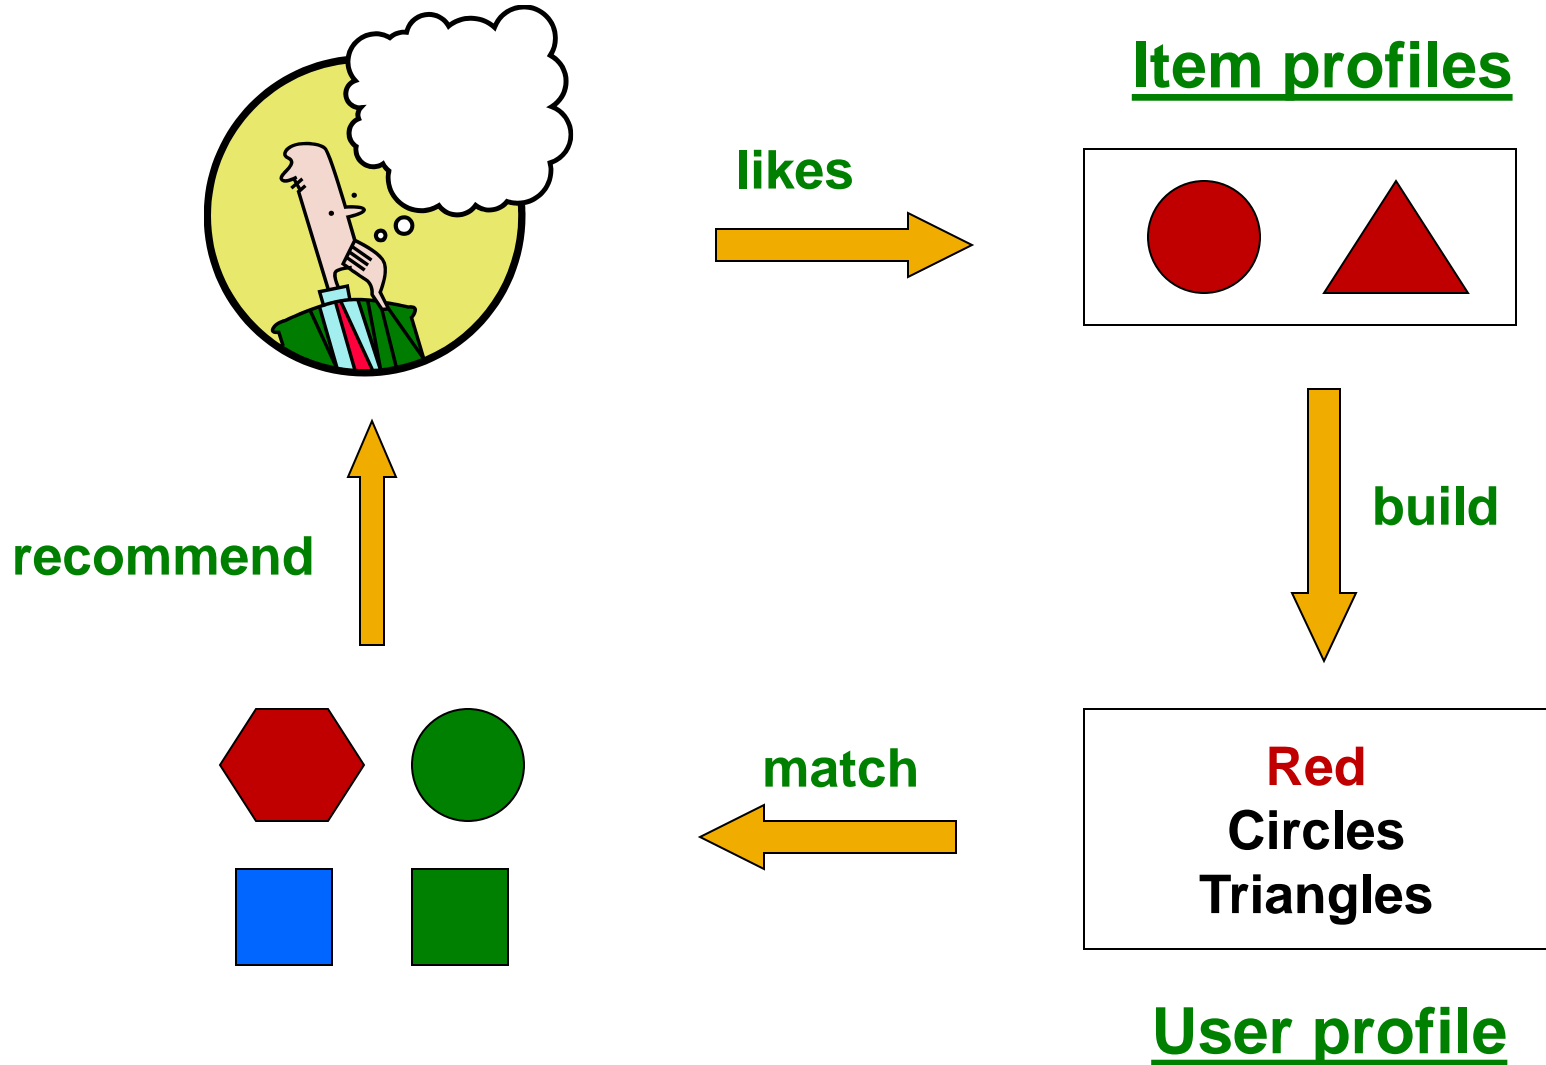 Item profiles
likes
build
recommend
match
Red
Circles
Triangles
User profile